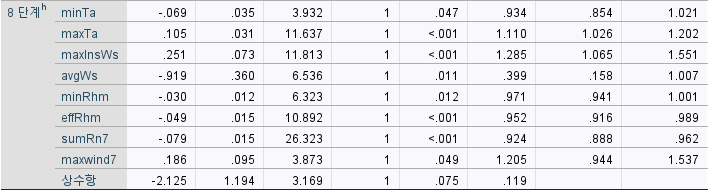 8 단계h minTa -.069 .035 3.932 1 .047 .934 .854 1.021
maxTa .105 .031 11.637 1 <.001 1.110 1.026 1.202
maxInsWs .251 .073 11.813 1 <.001 1.285 1.065 1.551
avgWs -.919 .360 6.536 1 .011 .399 .158 1.007
minRhm -.030 .012 6.323 1 .012 .971 .941 1.001
effRhm -.049 .015 10.892 1 <.001 .952 .916 .989
sumRn7 -.079 .015 26.323 1 <.001 .924 .888 .962
maxwind7 .186 .095 3.873 1 .049 1.205 .944 1.537
상수항 -2.125 1.194 3.169 1 .075 .119